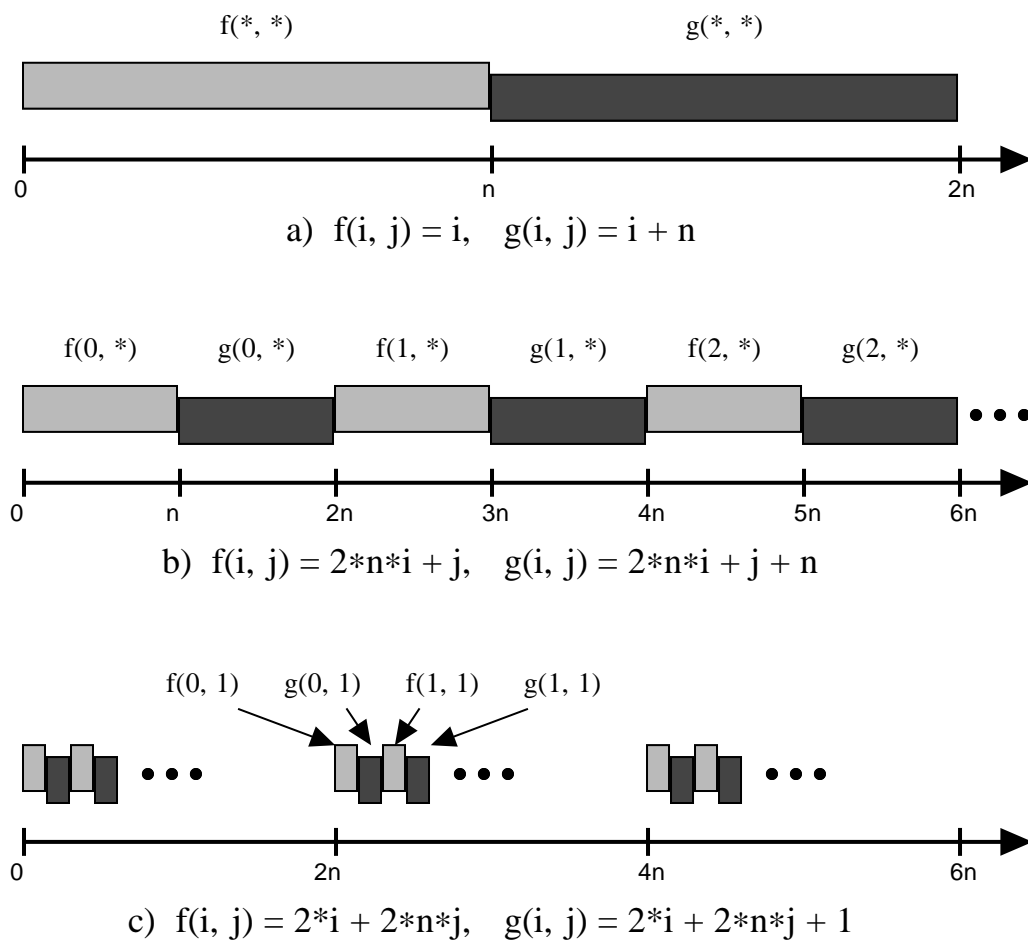 f(*, *) g(*, *)
0 n 2n
a) f(i, j) = i, g(i, j) = i + n
f(0, *) g(0, *) f(1, *) g(1, *) f(2, *) g(2, *)
0 n 2n 3n 4n 5n 6n
b) f(i, j) = 2*n*i + j, g(i, j) = 2*n*i + j + n
f(0, 1) g(0, 1) f(1, 1) g(1, 1)
0 2n 4n 6n
c) f(i, j) = 2*i + 2*n*j, g(i, j) = 2*i + 2*n*j + 1